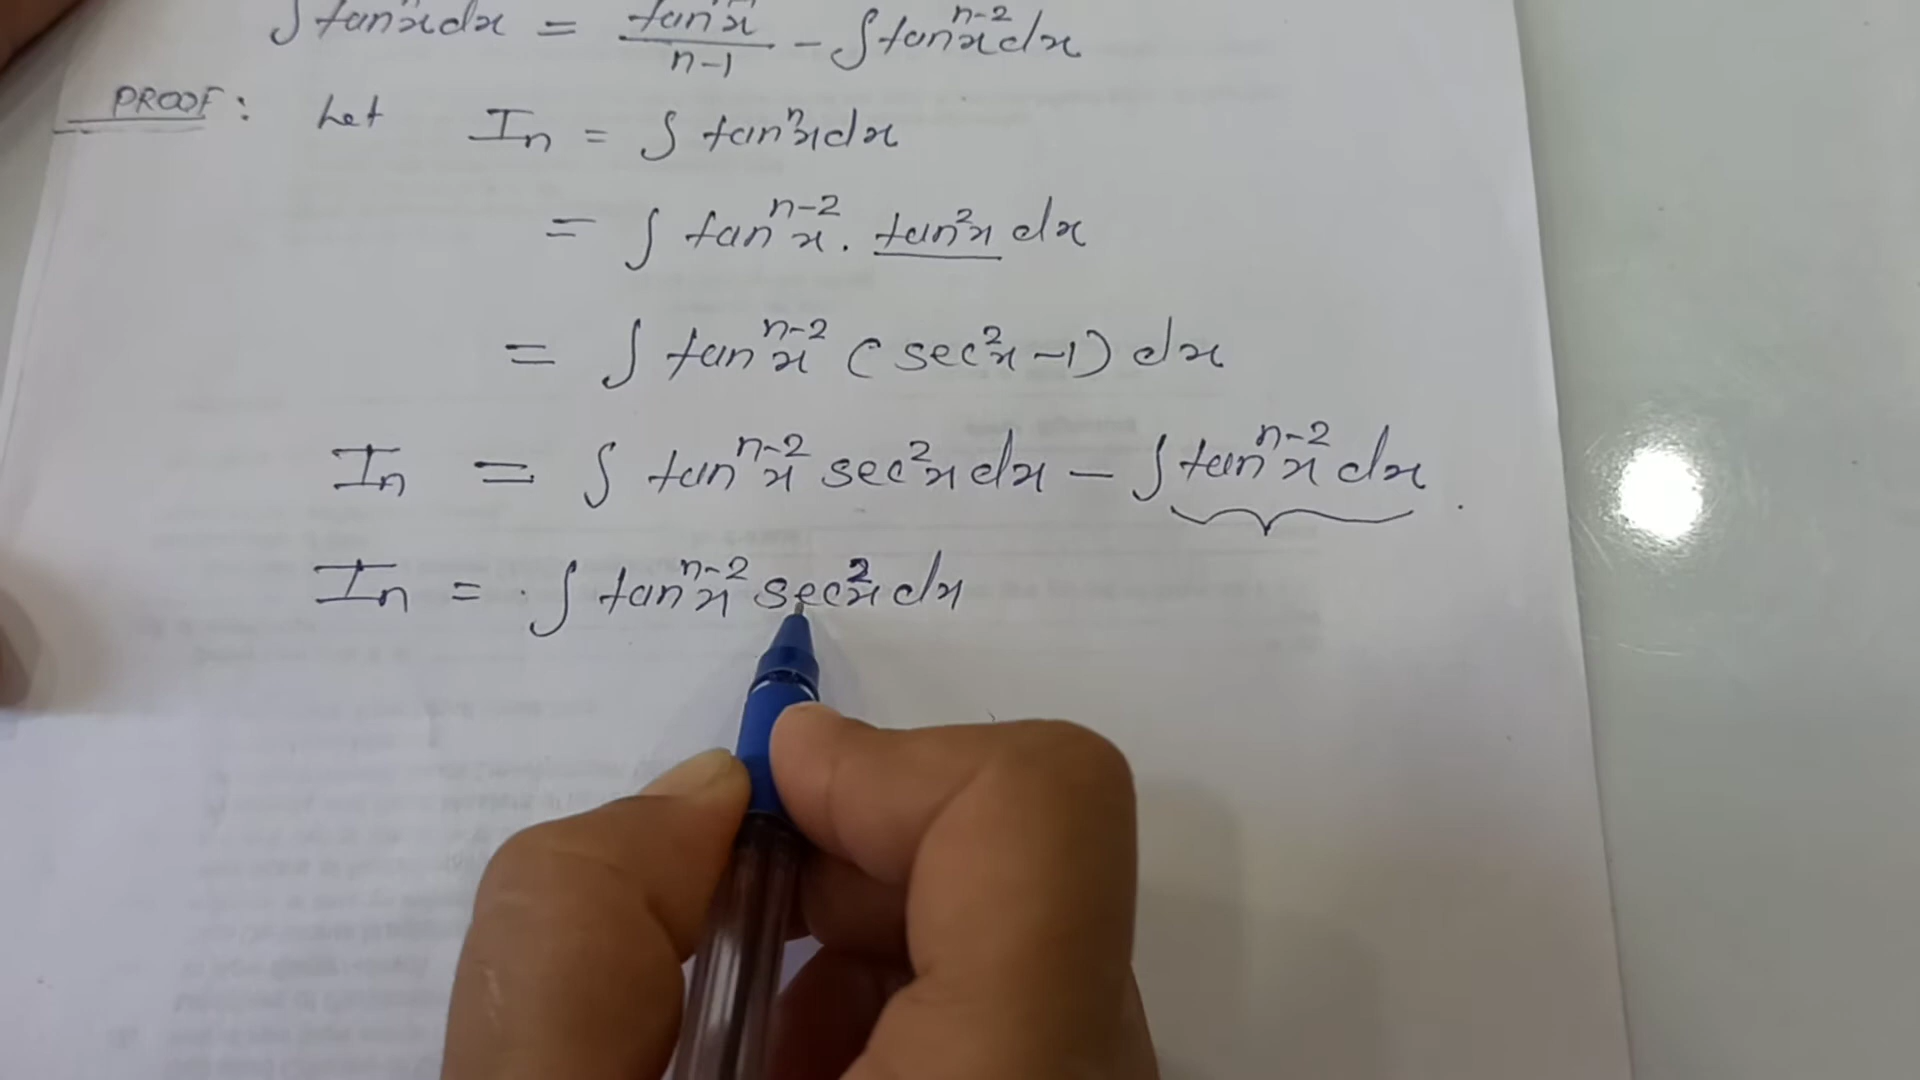 ∫tanⁿx dx = tanⁿ⁻¹x / n-1 - ∫tanⁿ⁻²x dx
PROOF: Let Iₙ = ∫ tanⁿx dx
= ∫ tanⁿ⁻²x . tan²x dx
= ∫ tanⁿ⁻²x (sec²x -1) dx
Iₙ = ∫ tanⁿ⁻²x sec²x dx - ∫ tanⁿ⁻²x dx .
Iₙ = . ∫ tanⁿ⁻²x sec²x dx